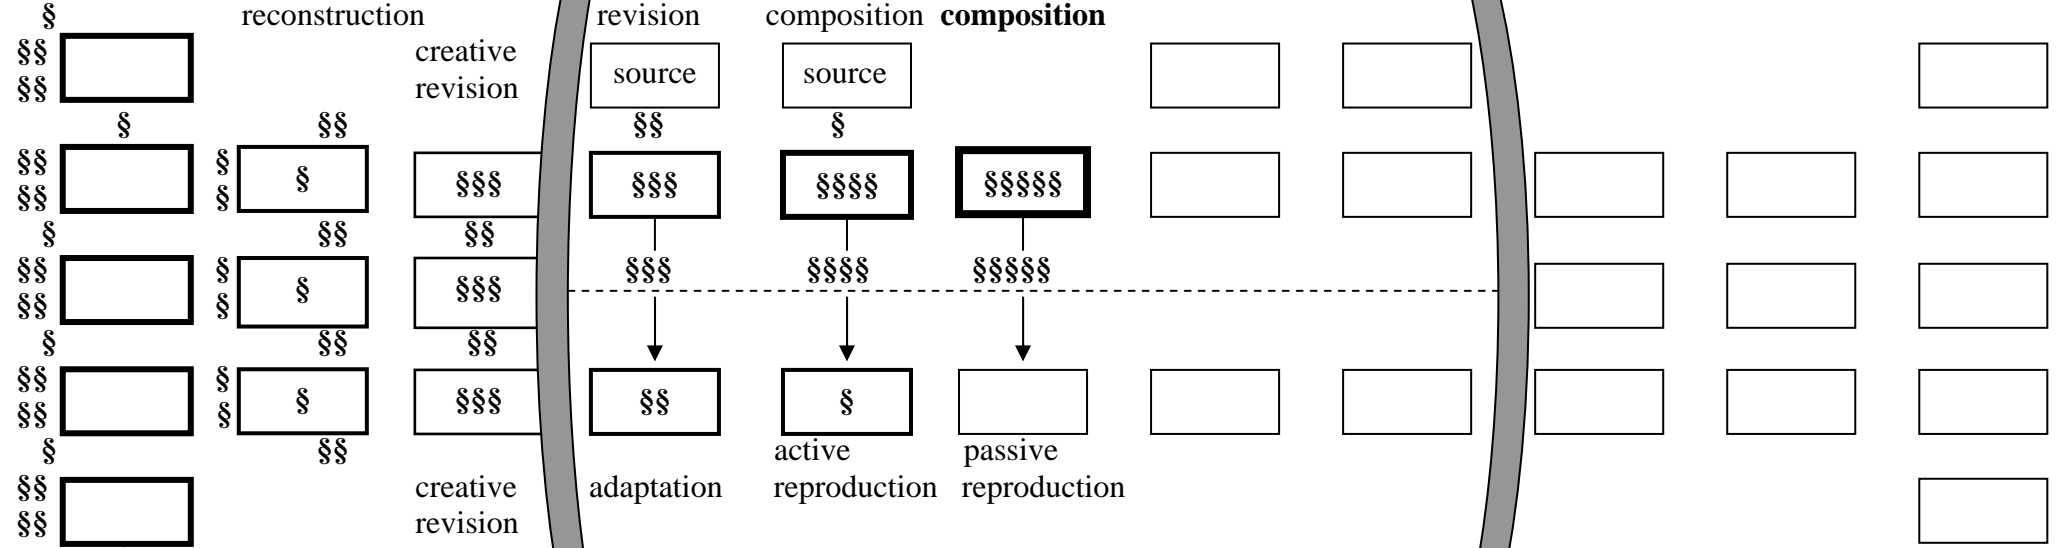 § reconstruction revision composition **composition**
§§ creative
§§ revision source source
§ §§ §§ §
§§ § § §§§ §§§ §§§§ §§§§§
§§ §
§ §§ §§
§§ § § §§§ §§§ §§§§ §§§§§
§§ §
§ §§ §§
§§ § § §§§ §§ §
§§ §
§ §§ active passive
§§ creative adaptation reproduction reproduction
§§ revision